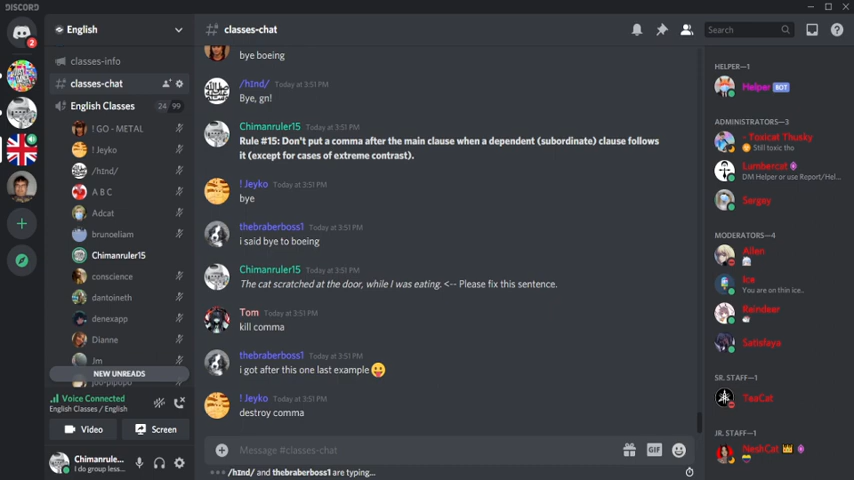 DISCORD
English
classes-chat
Search
2
classes-info
classes-chat
English Classes 24 99
! GO - METAL
! Jeyko
/hɪnd/
A B C
Adcat
brunoeliam
Chimanruler15
conscience
dantoineth
denexapp
Dianne
Jm
NEW UNREADS
Voice Connected
English Classes / English
Video
Screen
Chimanrule...
I do group less...
bye boeing
/hɪnd/ Today at 3:51 PM
Bye, gn!
Chimanruler15 Today at 3:51 PM
Rule #15: Don't put a comma after the main clause when a dependent (subordinate) clause follows
it (except for cases of extreme contrast).
! Jeyko Today at 3:51 PM
bye
thebraberboss1 Today at 3:51 PM
i said bye to boeing
Chimanruler15 Today at 3:51 PM
The cat scratched at the door, while I was eating. <-- Please fix this sentence.
Tom Today at 3:51 PM
kill comma
thebraberboss1 Today at 3:51 PM
i got after this one last example
! Jeyko Today at 3:51 PM
destroy comma
Message #classes-chat
GIF
/hɪnd/ and thebraberboss1 are typing...
HELPER—1
Helper BOT
ADMINISTRATORS—3
- Toxicat Thusky
Still toxic tho
Lumbercat
DM Helper or use Report/Hel...
Sergey
MODERATORS—4
Allen
Ice
You are on thin ice..
Reindeer
Satisfaya
SR. STAFF—1
TeaCat
JR. STAFF—1
NeshCat